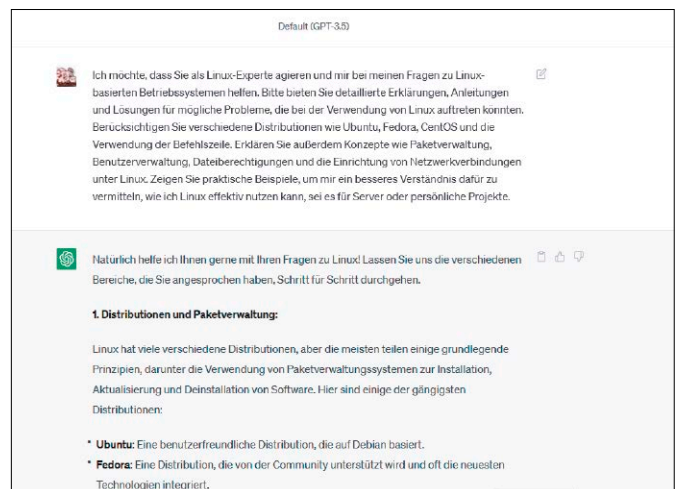 Default (GPT-3.5)
Ich möchte, dass Sie als Linux-Experte agieren und mir bei meinen Fragen zu Linux-
basierten Betriebssystemen helfen. Bitte bieten Sie detaillierte Erklärungen, Anleitungen
und Lösungen für mögliche Probleme, die bei der Verwendung von Linux auftreten könnten.
Berücksichtigen Sie verschiedene Distributionen wie Ubuntu, Fedora, CentOS und die
Verwendung der Befehlszeile. Erklären Sie außerdem Konzepte wie Paketverwaltung,
Benutzerverwaltung, Dateiberechtigungen und die Einrichtung von Netzwerkverbindungen
unter Linux. Zeigen Sie praktische Beispiele, um mir ein besseres Verständnis dafür zu
vermitteln, wie ich Linux effektiv nutzen kann, sei es für Server oder persönliche Projekte.
Natürlich helfe ich Ihnen gerne mit Ihren Fragen zu Linux! Lassen Sie uns die verschiedenen
Bereiche, die Sie angesprochen haben, Schritt für Schritt durchgehen.
1. Distributionen und Paketverwaltung:
Linux hat viele verschiedene Distributionen, aber die meisten teilen einige grundlegende
Prinzipien, darunter die Verwendung von Paketverwaltungssystemen zur Installation,
Aktualisierung und Deinstallation von Software. Hier sind einige der gängigsten
Distributionen:
• Ubuntu: Eine benutzerfreundliche Distribution, die auf Debian basiert.
• Fedora: Eine Distribution, die von der Community unterstützt wird und oft die neuesten
Technologien integriert.